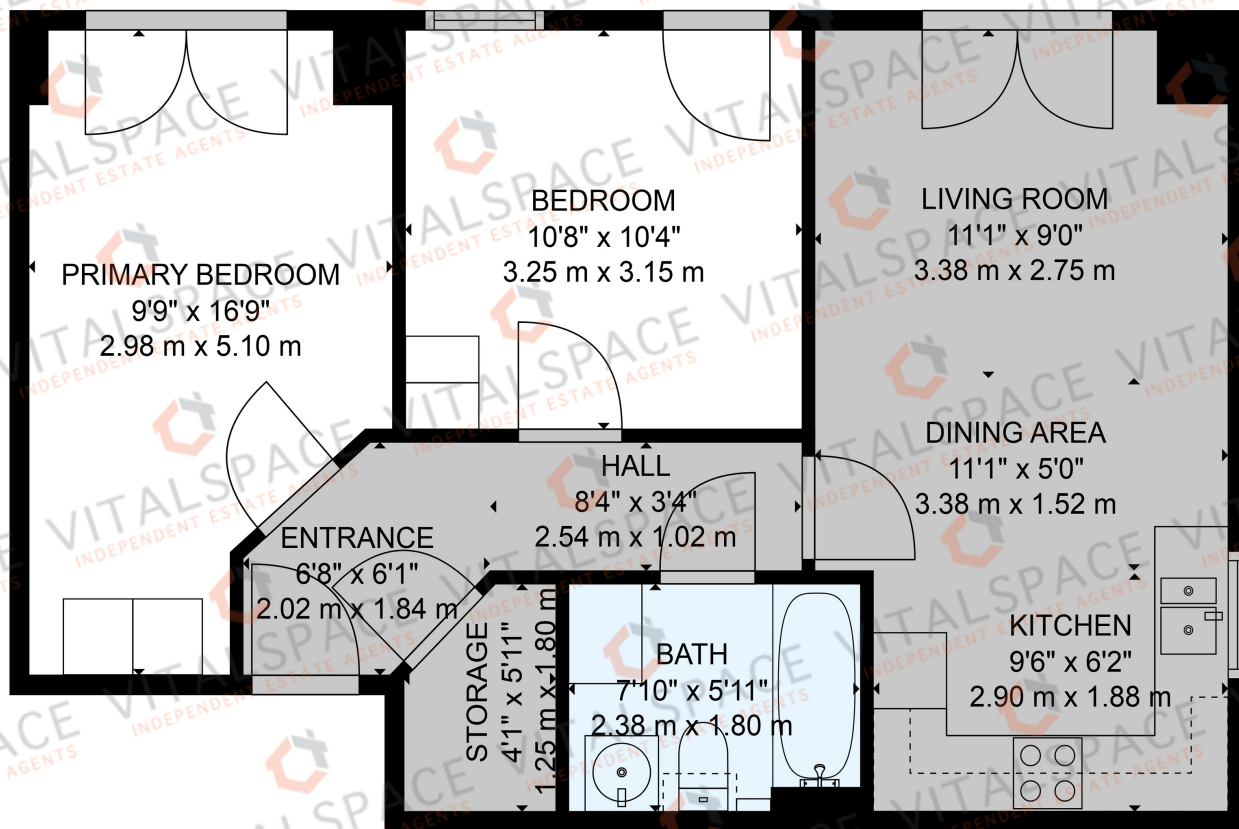 PRIMARY BEDROOM
9'9" x 16'9"
2.98 m x 5.10 m
BEDROOM
10'8" x 10'4"
3.25 m x 3.15 m
LIVING ROOM
11'1" x 9'0"
3.38 m x 2.75 m
DINING AREA
11'1" x 5'0"
3.38 m x 1.52 m
HALL
8'4" x 3'4"
2.54 m x 1.02 m
ENTRANCE
6'8" x 6'1"
2.02 m x 1.84 m
STORAGE
4'1" x 5'11"
1.25 m x 1.80 m
BATH
7'10" x 5'11"
2.38 m x 1.80 m
KITCHEN
9'6" x 6'2"
2.90 m x 1.88 m
VITALSPACE
INDEPENDENT ESTATE AGENTS